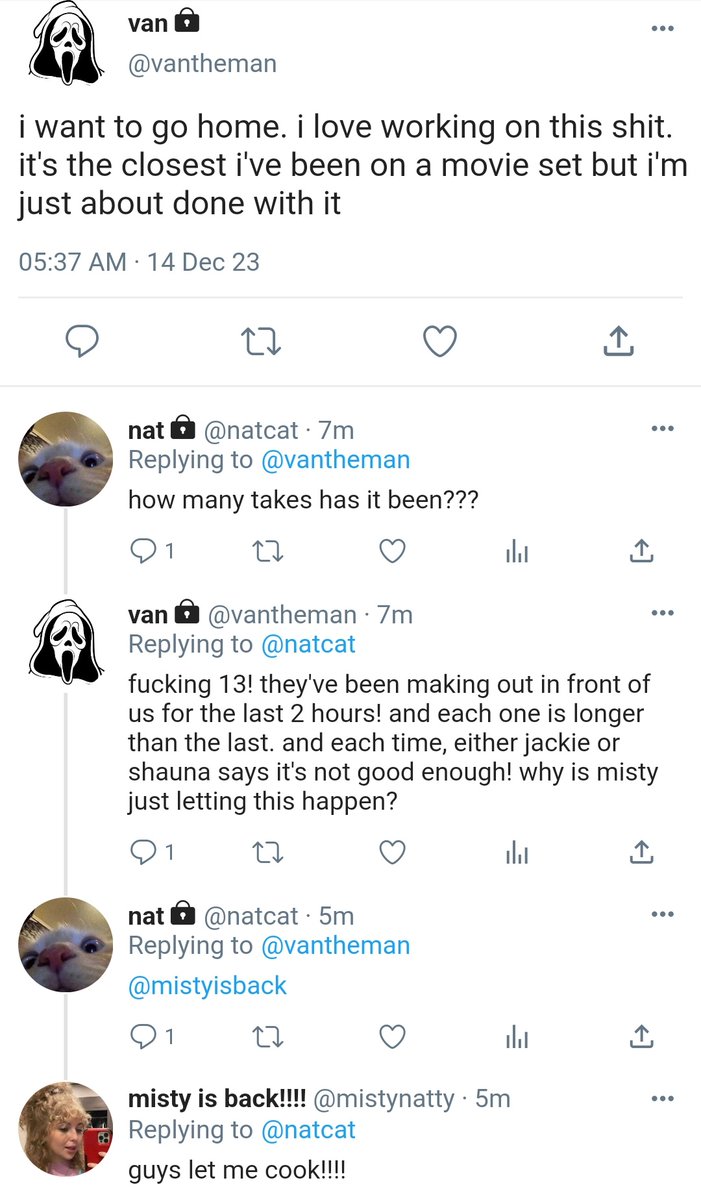 van
@vantheman
i want to go home. i love working on this shit.
it's the closest i've been on a movie set but i'm
just about done with it
05:37 AM · 14 Dec 23
nat @natcat · 7m
Replying to @vantheman
how many takes has it been???
1
van @vantheman · 7m
Replying to @natcat
fucking 13! they've been making out in front of
us for the last 2 hours! and each one is longer
than the last. and each time, either jackie or
shauna says it's not good enough! why is misty
just letting this happen?
1
nat @natcat · 5m
Replying to @vantheman
@mistyisback
1
misty is back!!!! @mistynatty · 5m
Replying to @natcat
guys let me cook!!!!